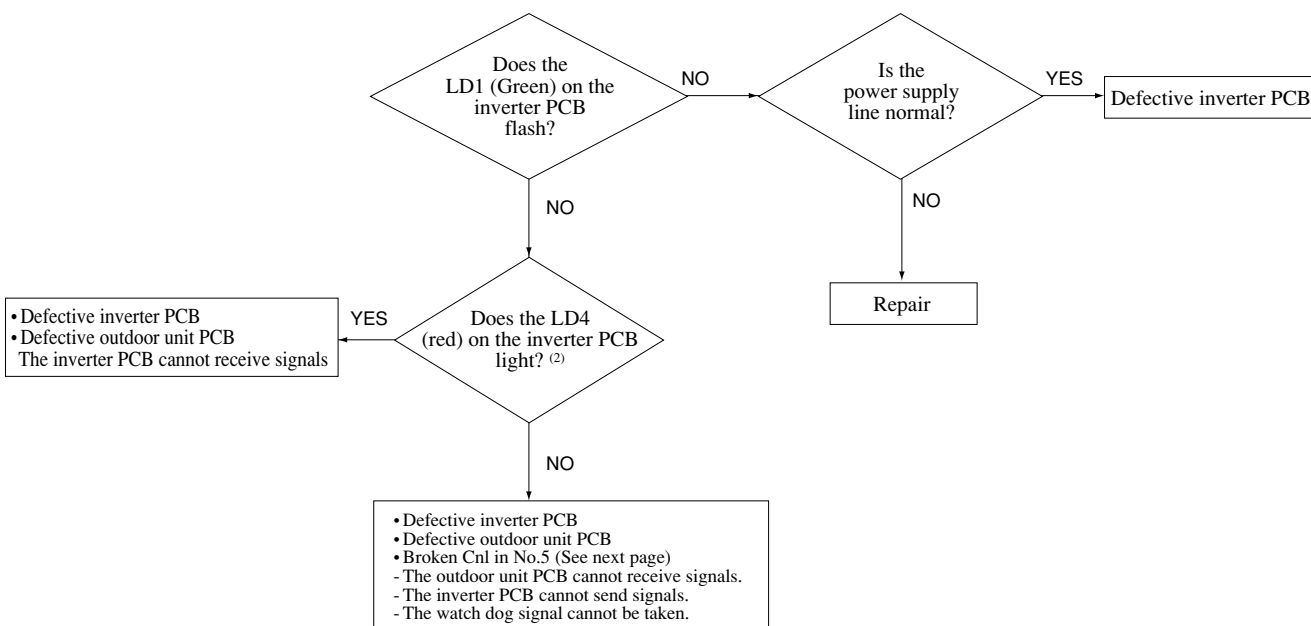 Does the
LD1 (Green) on the
inverter PCB
flash?
NO
Is the
power supply
line normal?
YES
Defective inverter PCB
NO
NO
Repair
• Defective inverter PCB
• Defective outdoor unit PCB
The inverter PCB cannot receive signals
YES
Does the LD4
(red) on the inverter PCB
light? (2)
NO
• Defective inverter PCB
• Defective outdoor unit PCB
• Broken Cnl in No.5 (See next page)
- The outdoor unit PCB cannot receive signals.
- The inverter PCB cannot send signals.
- The watch dog signal cannot be taken.